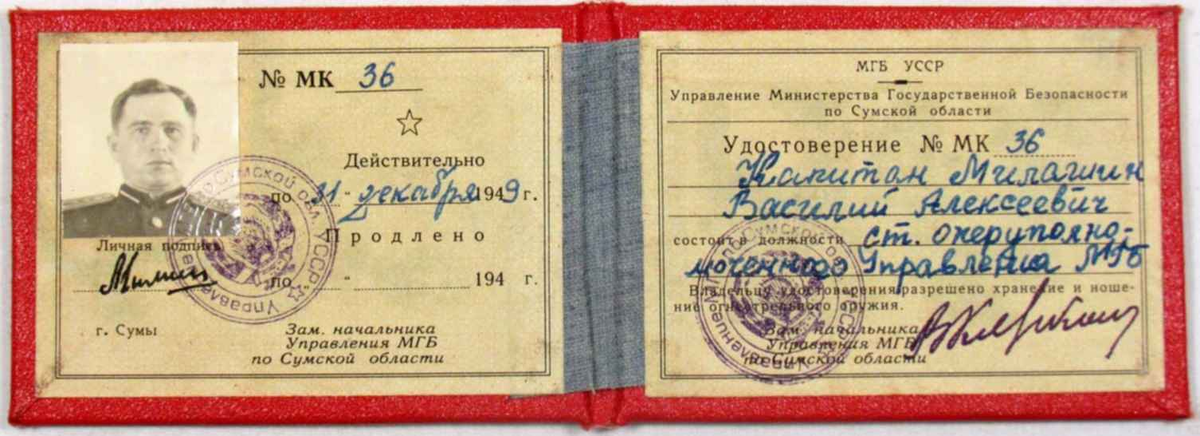 № МК 36
Действительно
по „31" декабря 1949 г.
Продлено
по „ " 194 г.
Личная подпись
г. Сумы
Зам. начальника
Управления МГБ
по Сумской области
МГБ УССР
Управление Министерства Государственной Безопасности
по Сумской области
Удостоверение № МК 36
Капитан Милашин
Василий Алексеевич
состоит в должности ст. оперуполно-
моченного Управления МГБ
Владельцу удостоверения разрешено хранение и ноше-
ние огнестрельного оружия.
Зам. начальника
Управления МГБ
по Сумской области